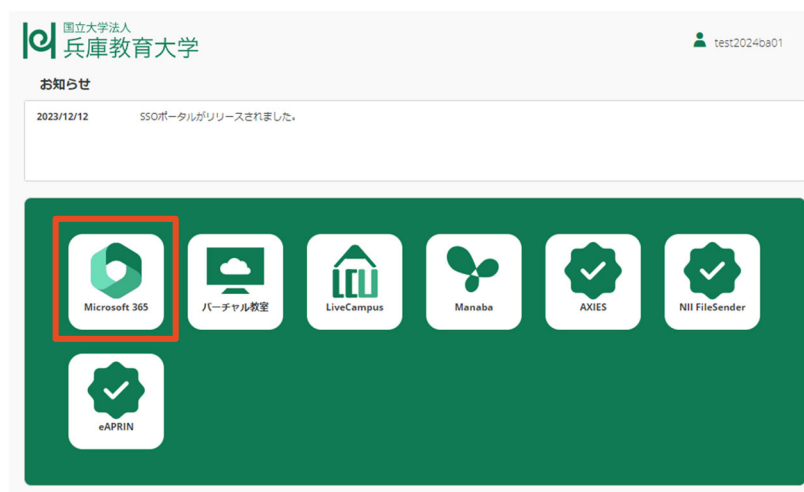 国立大学法人
兵庫教育大学
test2024ba01
お知らせ
2023/12/12 SSOポータルがリリースされました。
Microsoft 365
バーチャル教室
LiveCampus
Manaba
AXIES
NII FileSender
eAPRIN